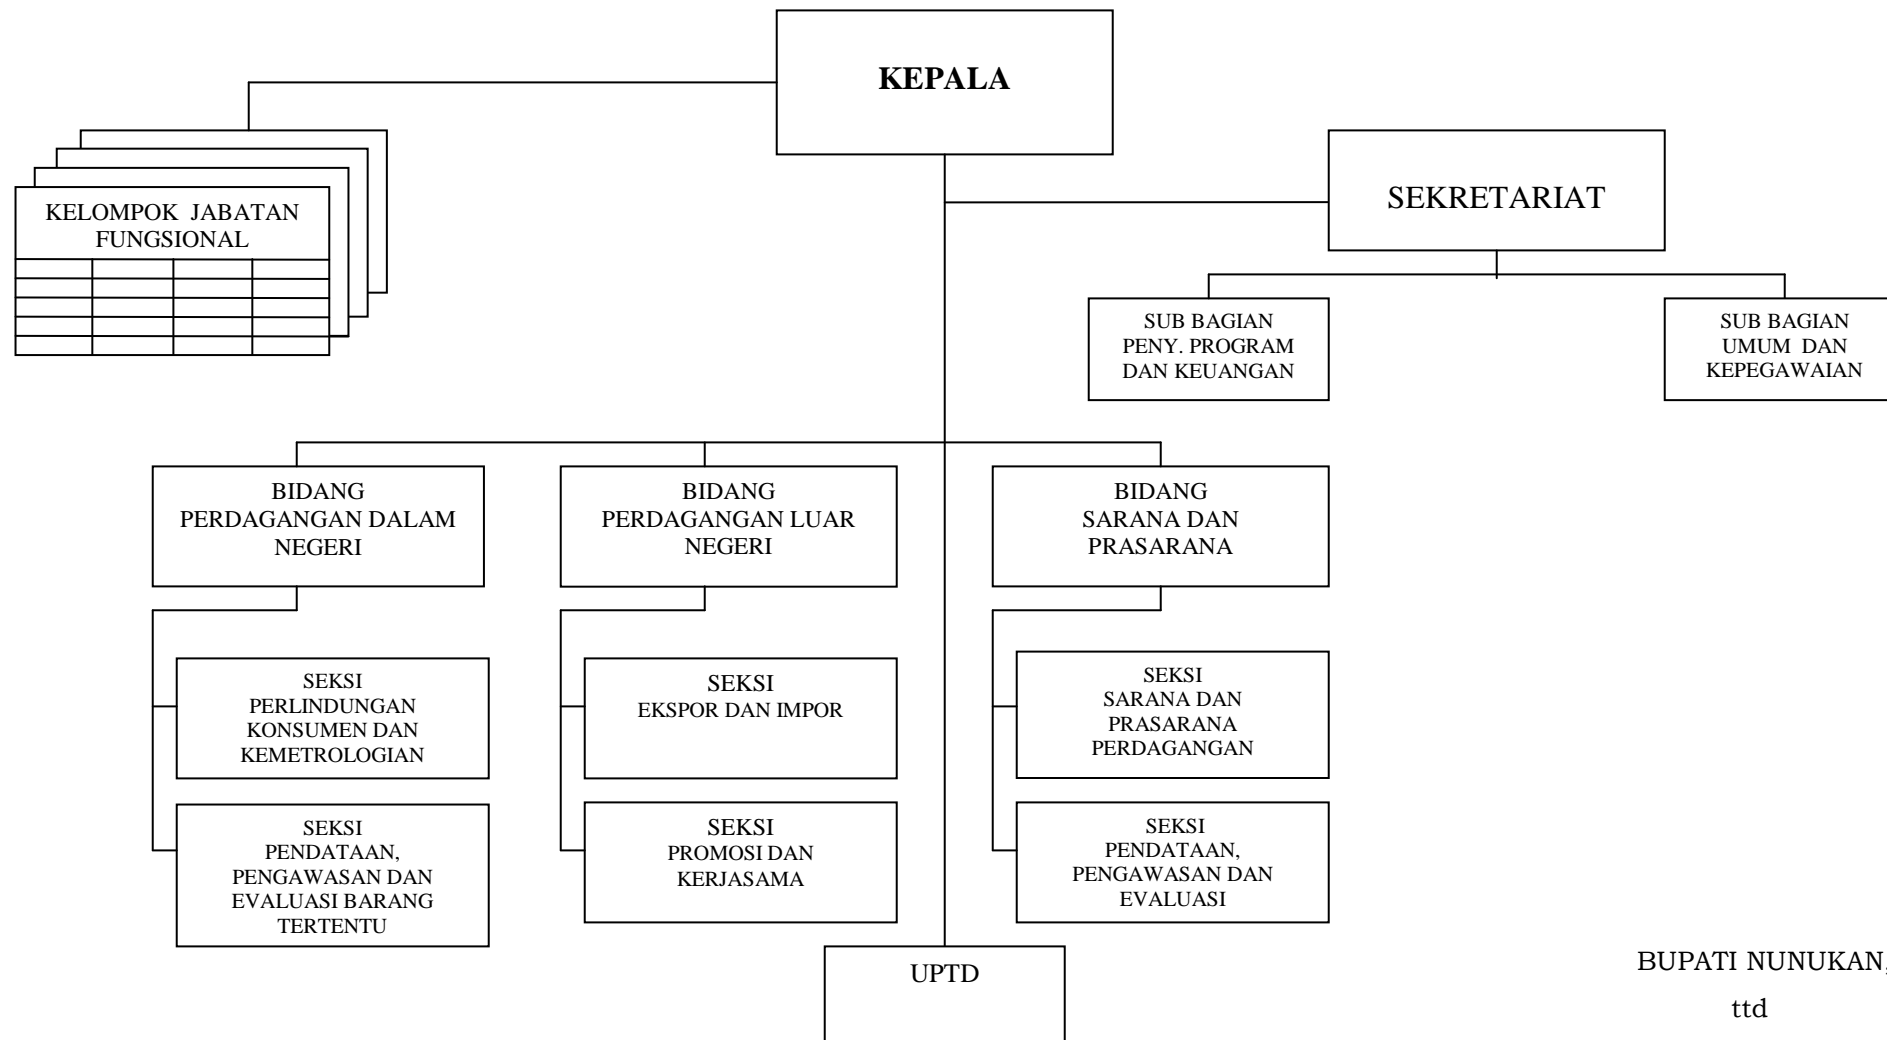 KEPALA
SEKRETARIAT
KELOMPOK JABATAN
FUNGSIONAL
SUB BAGIAN
PENY. PROGRAM
DAN KEUANGAN
SUB BAGIAN
UMUM DAN
KEPEGAWAIAN
BIDANG
PERDAGANGAN DALAM
NEGERI
BIDANG
PERDAGANGAN LUAR
NEGERI
BIDANG
SARANA DAN
PRASARANA
SEKSI
PERLINDUNGAN
KONSUMEN DAN
KEMETROLOGIAN
SEKSI
EKSPOR DAN IMPOR
SEKSI
SARANA DAN
PRASARANA
PERDAGANGAN
SEKSI
PENDATAAN,
PENGAWASAN DAN
EVALUASI BARANG
TERTENTU
SEKSI
PROMOSI DAN
KERJASAMA
SEKSI
PENDATAAN,
PENGAWASAN DAN
EVALUASI
UPTD
BUPATI NUNUKAN,
ttd